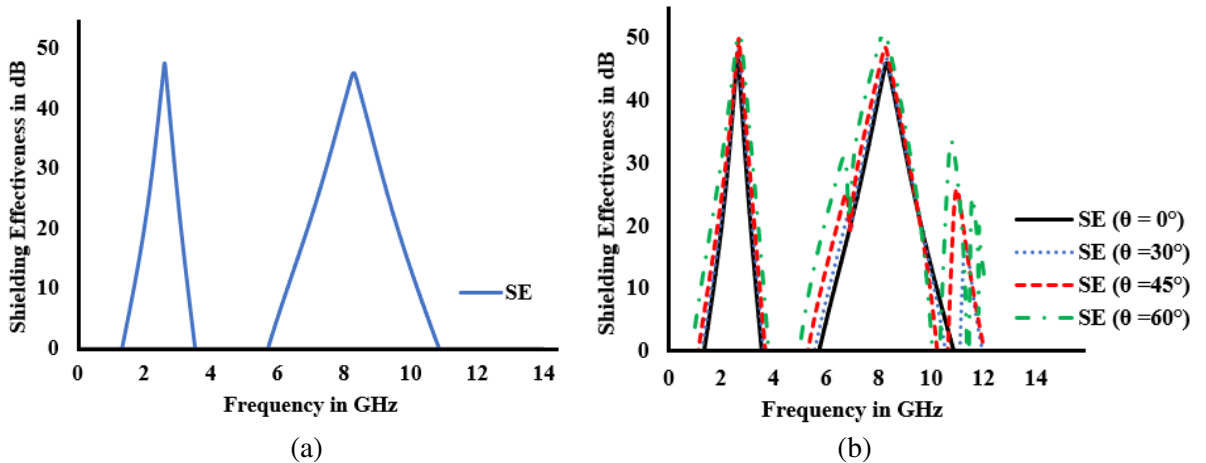 Shielding Effectiveness in dB
50
40
30
20
10
0
0 2 4 6 8 10 12 14
Frequency in GHz
SE
(a)
Shielding Effectiveness in dB
50
40
30
20
10
0
0 2 4 6 8 10 12 14
Frequency in GHz
SE (θ = 0°)
SE (θ =30°)
SE (θ =45°)
SE (θ =60°)
(b)